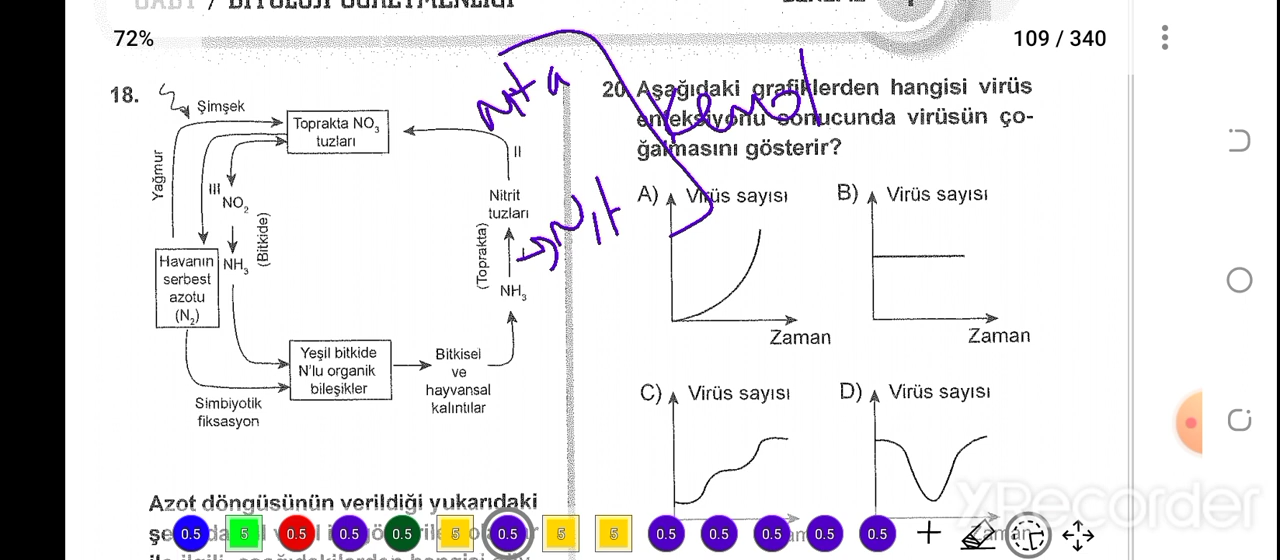 72%
109 / 340
18.
Şimşek
Toprakta NO3
tuzları
Yağmur
III
NO2
(Bitkide)
NH3
Havanın
serbest
azotu
(N2)
II
Nitrit
tuzları
(Toprakta)
I
NH3
Yeşil bitkide
N'lu organik
bileşikler
Bitkisel
ve
hayvansal
kalıntılar
Simbiyotik
fiksasyon
Azot döngüsünün verildiği yukarıdaki
20. Aşağıdaki grafiklerden hangisi virüs
enfeksiyonu sonucunda virüsün ço-
ğalmasını gösterir?
A) Virüs sayısı
Zaman
B) Virüs sayısı
Zaman
C) Virüs sayısı
D) Virüs sayısı
Zaman
Nit
0.5 5 0.5 0.5 0.5 5 0.5 5 5 0.5 0.5 0.5 0.5 0.5
XRecorder